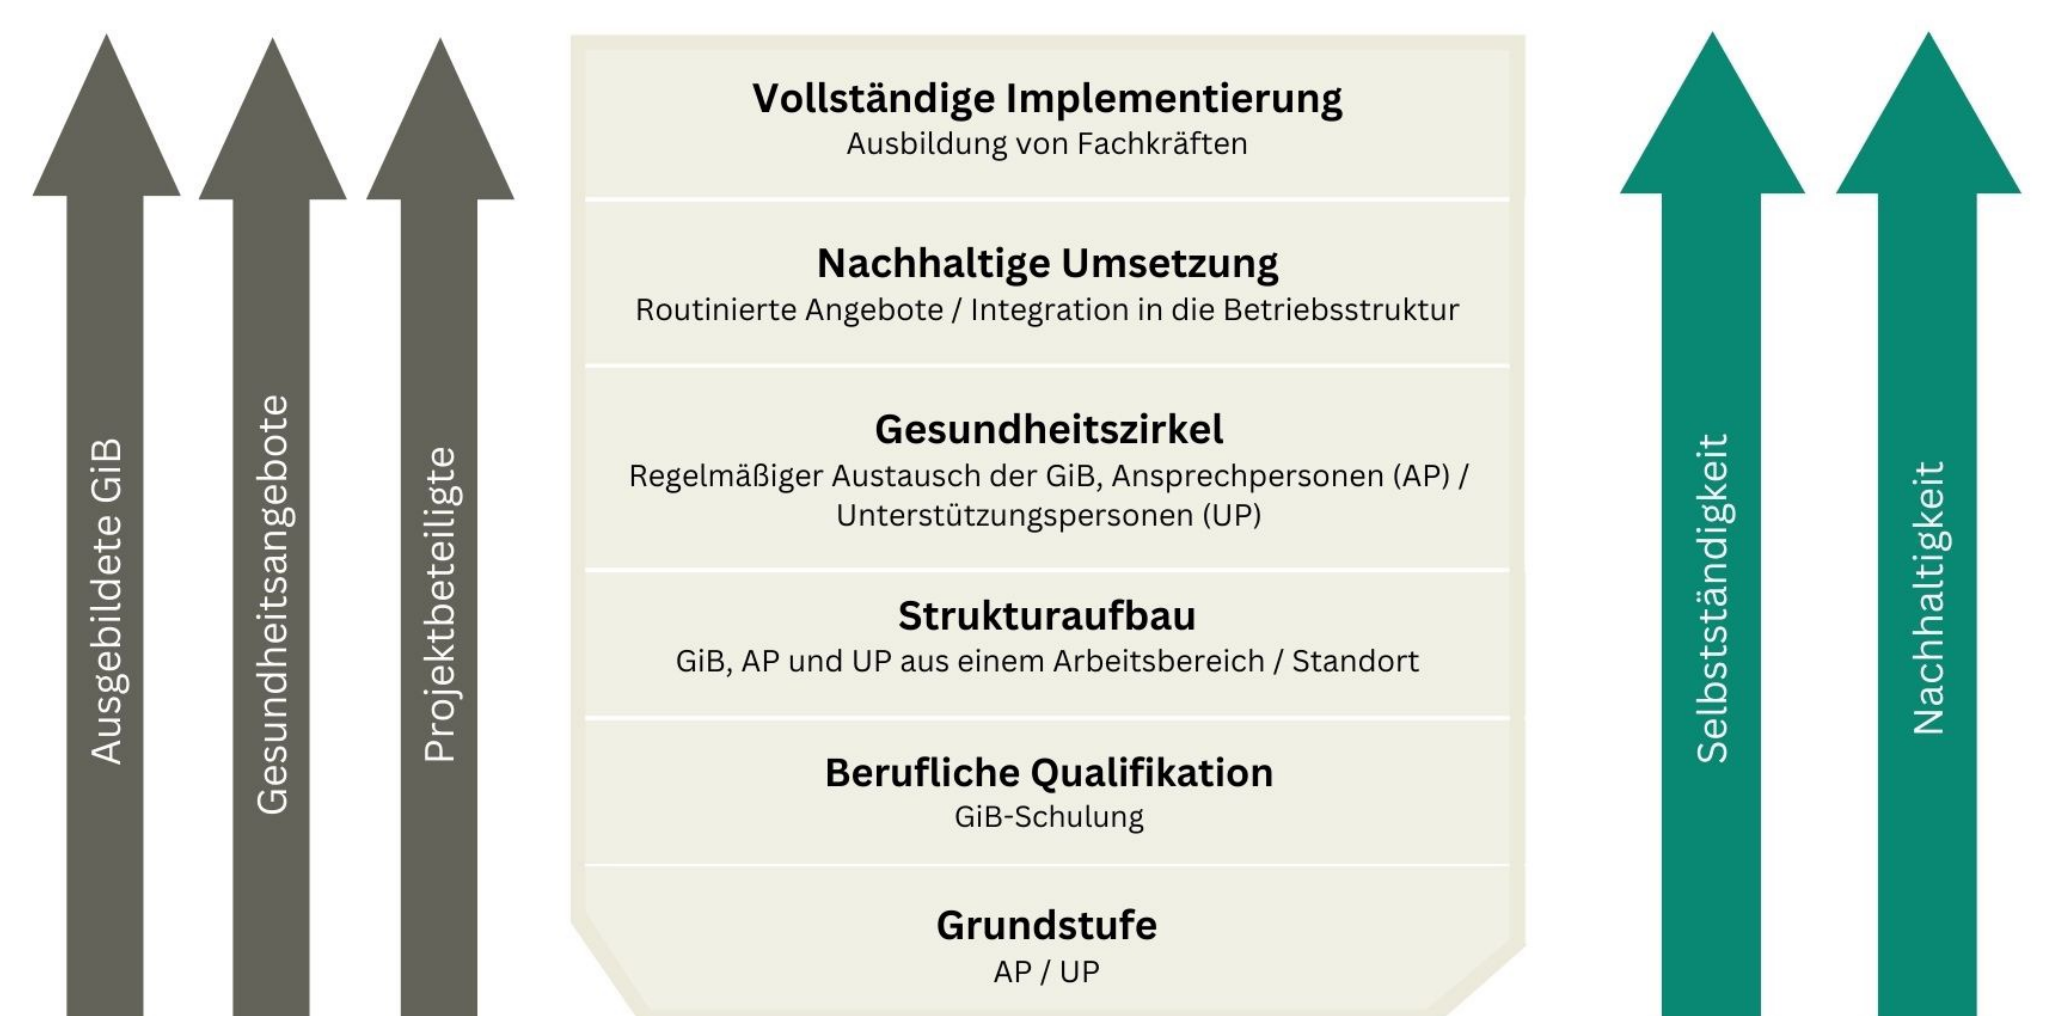 Ausgebildete GiB
Gesundheitsangebote
Projektbeteiligte
Vollständige Implementierung
Ausbildung von Fachkräften
Nachhaltige Umsetzung
Routinierte Angebote / Integration in die Betriebsstruktur
Gesundheitszirkel
Regelmäßiger Austausch der GiB, Ansprechpersonen (AP) /
Unterstützungspersonen (UP)
Strukturaufbau
GiB, AP und UP aus einem Arbeitsbereich / Standort
Berufliche Qualifikation
GiB-Schulung
Grundstufe
AP / UP
Selbstständigkeit
Nachhaltigkeit